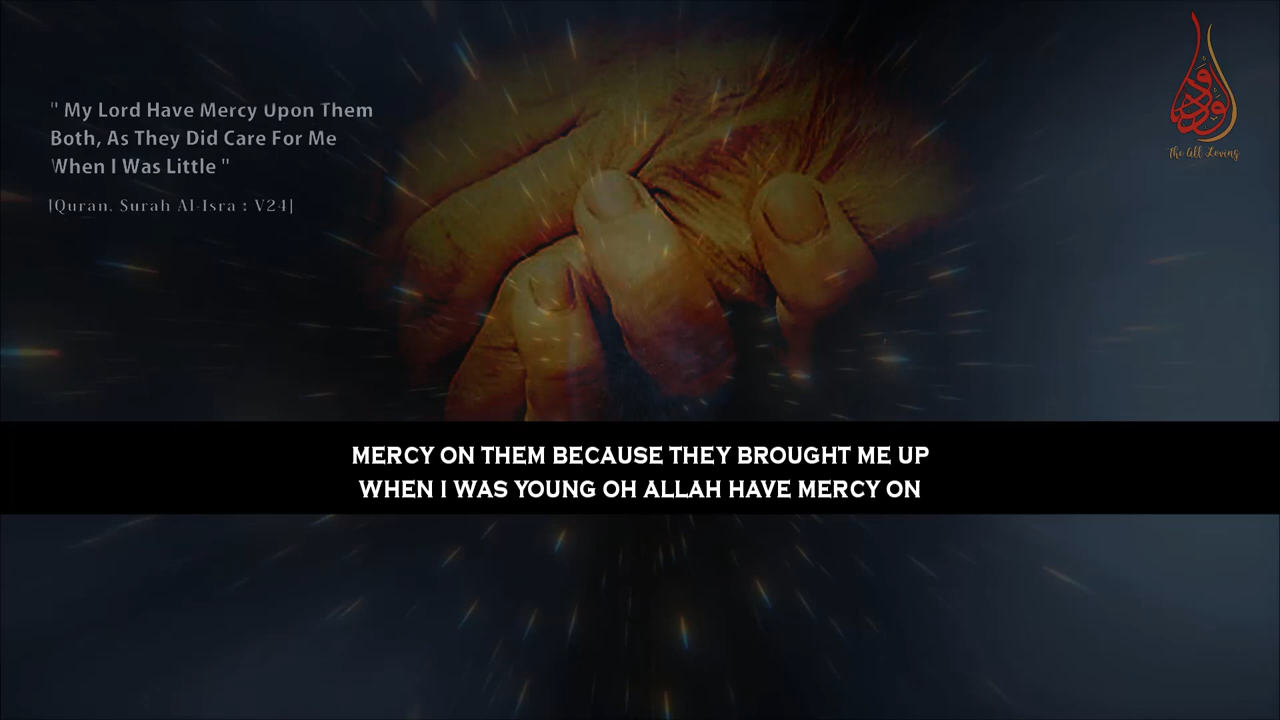 " My Lord Have Mercy Upon Them
Both, As They Did Care For Me
When I Was Little "
[Quran, Surah Al-Isra : V24]
الودود
The All Loving
MERCY ON THEM BECAUSE THEY BROUGHT ME UP
WHEN I WAS YOUNG OH ALLAH HAVE MERCY ON